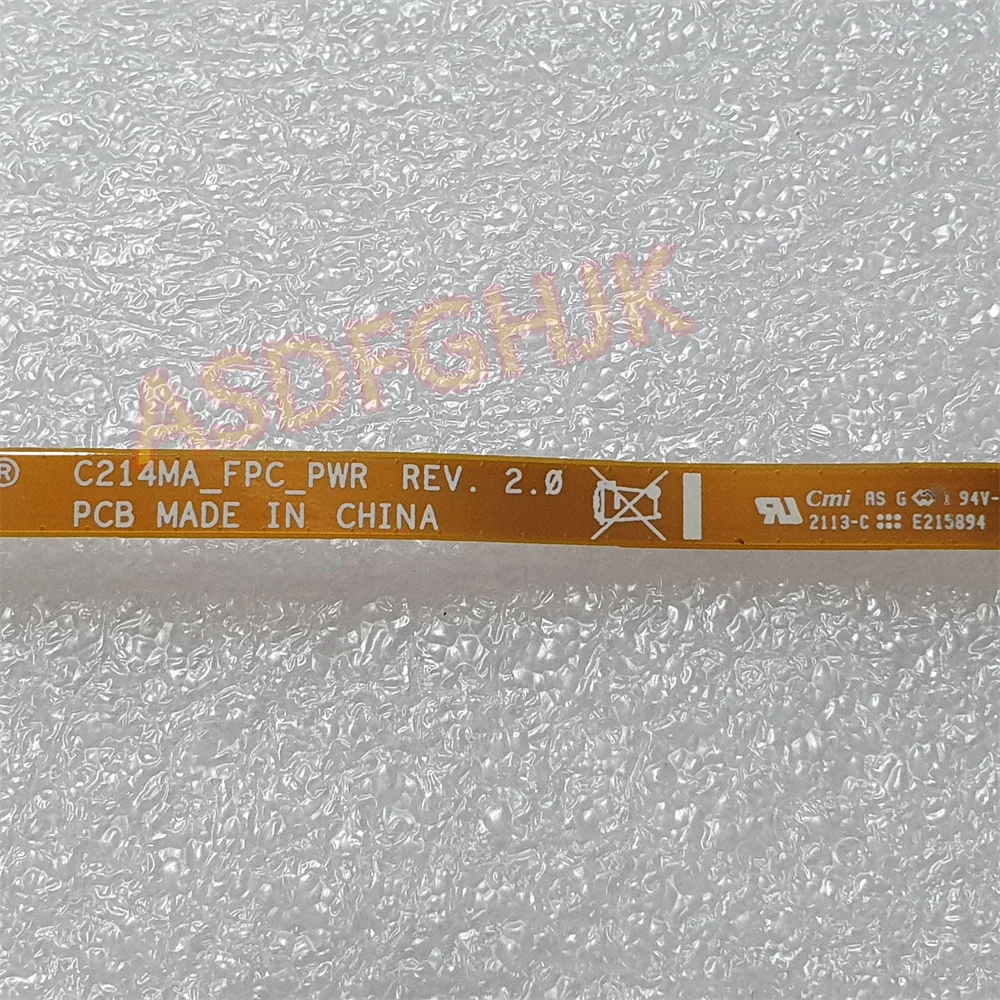 ASDFGHJK
® C214MA_FPC_PWR REV. 2.0
PCB MADE IN CHINA
Cmi AS G 94V-
2113-C E215894